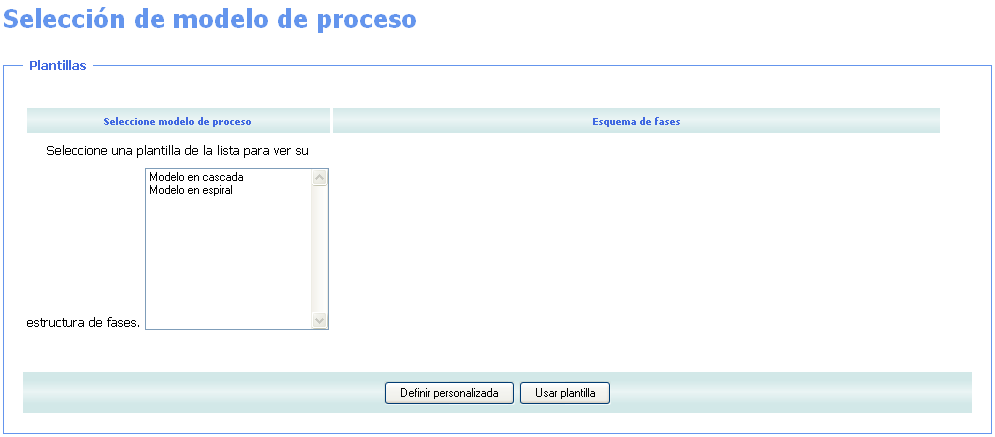 Selección de modelo de proceso
Plantillas
Seleccione modelo de proceso
Esquema de fases
Seleccione una plantilla de la lista para ver su
Modelo en cascada
Modelo en espiral
estructura de fases.
Definir personalizada
Usar plantilla